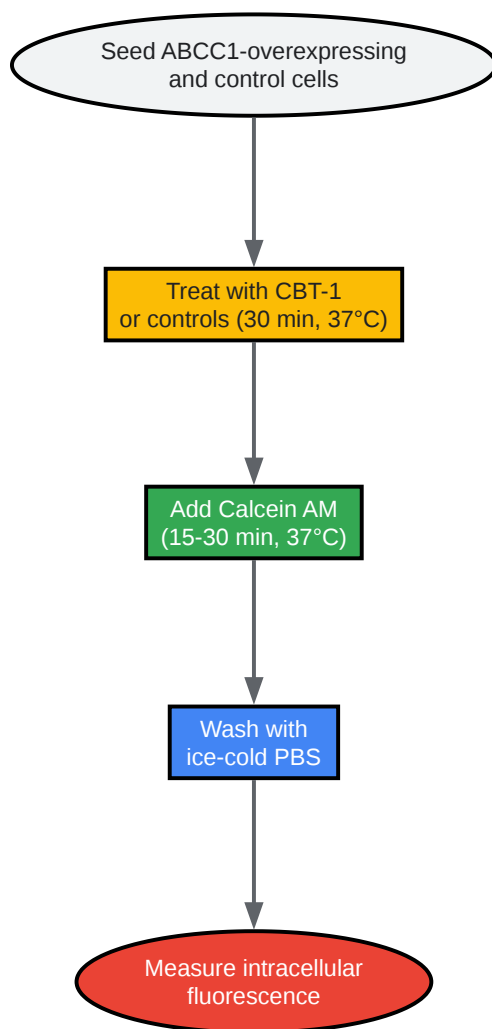 Seed ABCC1-overexpressing
and control cells
Treat with CBT-1
or controls (30 min, 37°C)
Add Calcein AM
(15-30 min, 37°C)
Wash with
ice-cold PBS
Measure intracellular
fluorescence